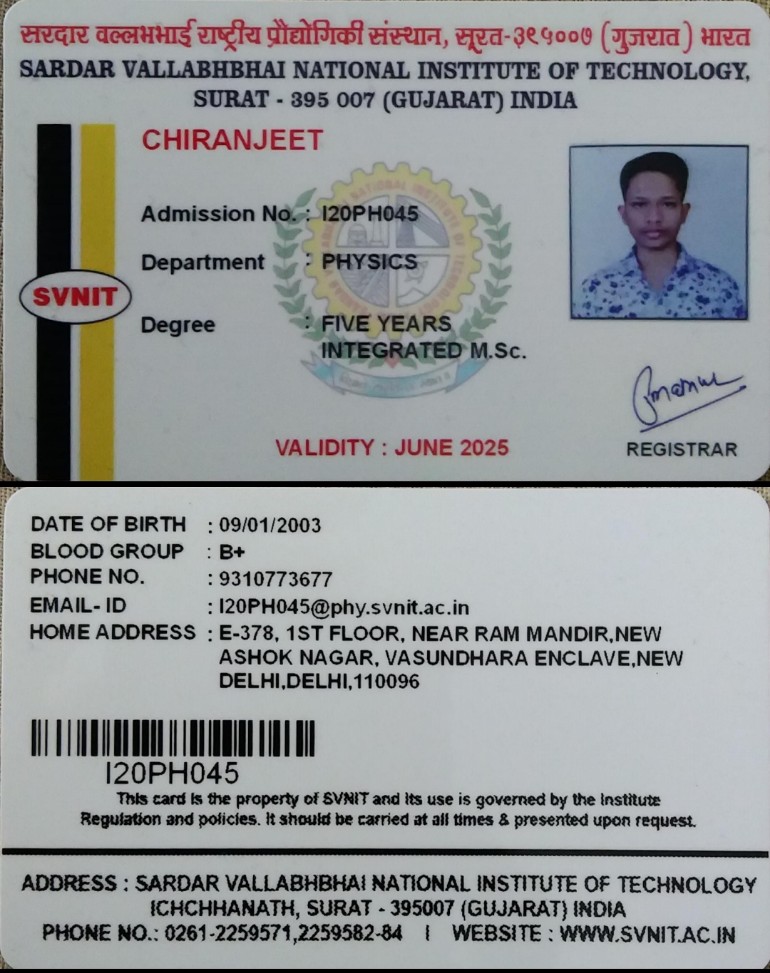 सरदार वल्लभभाई राष्ट्रीय प्रौद्योगिकी संस्थान, सूरत-३९५००७ (गुजरात) भारत
SARDAR VALLABHBHAI NATIONAL INSTITUTE OF TECHNOLOGY,
SURAT - 395 007 (GUJARAT) INDIA
CHIRANJEET
Admission No. : I20PH045
Department : PHYSICS
SVNIT
Degree : FIVE YEARS
INTEGRATED M.Sc.
VALIDITY : JUNE 2025
REGISTRAR
DATE OF BIRTH : 09/01/2003
BLOOD GROUP : B+
PHONE NO. : 9310773677
EMAIL- ID : I20PH045@phy.svnit.ac.in
HOME ADDRESS : E-378, 1ST FLOOR, NEAR RAM MANDIR,NEW
ASHOK NAGAR, VASUNDHARA ENCLAVE,NEW
DELHI,DELHI,110096
I20PH045
This card is the property of SVNIT and its use is governed by the Institute
Regulation and policies. It should be carried at all times & presented upon request.
ADDRESS : SARDAR VALLABHBHAI NATIONAL INSTITUTE OF TECHNOLOGY
ICHCHHANATH, SURAT - 395007 (GUJARAT) INDIA
PHONE NO.: 0261-2259571,2259582-84 | WEBSITE : WWW.SVNIT.AC.IN